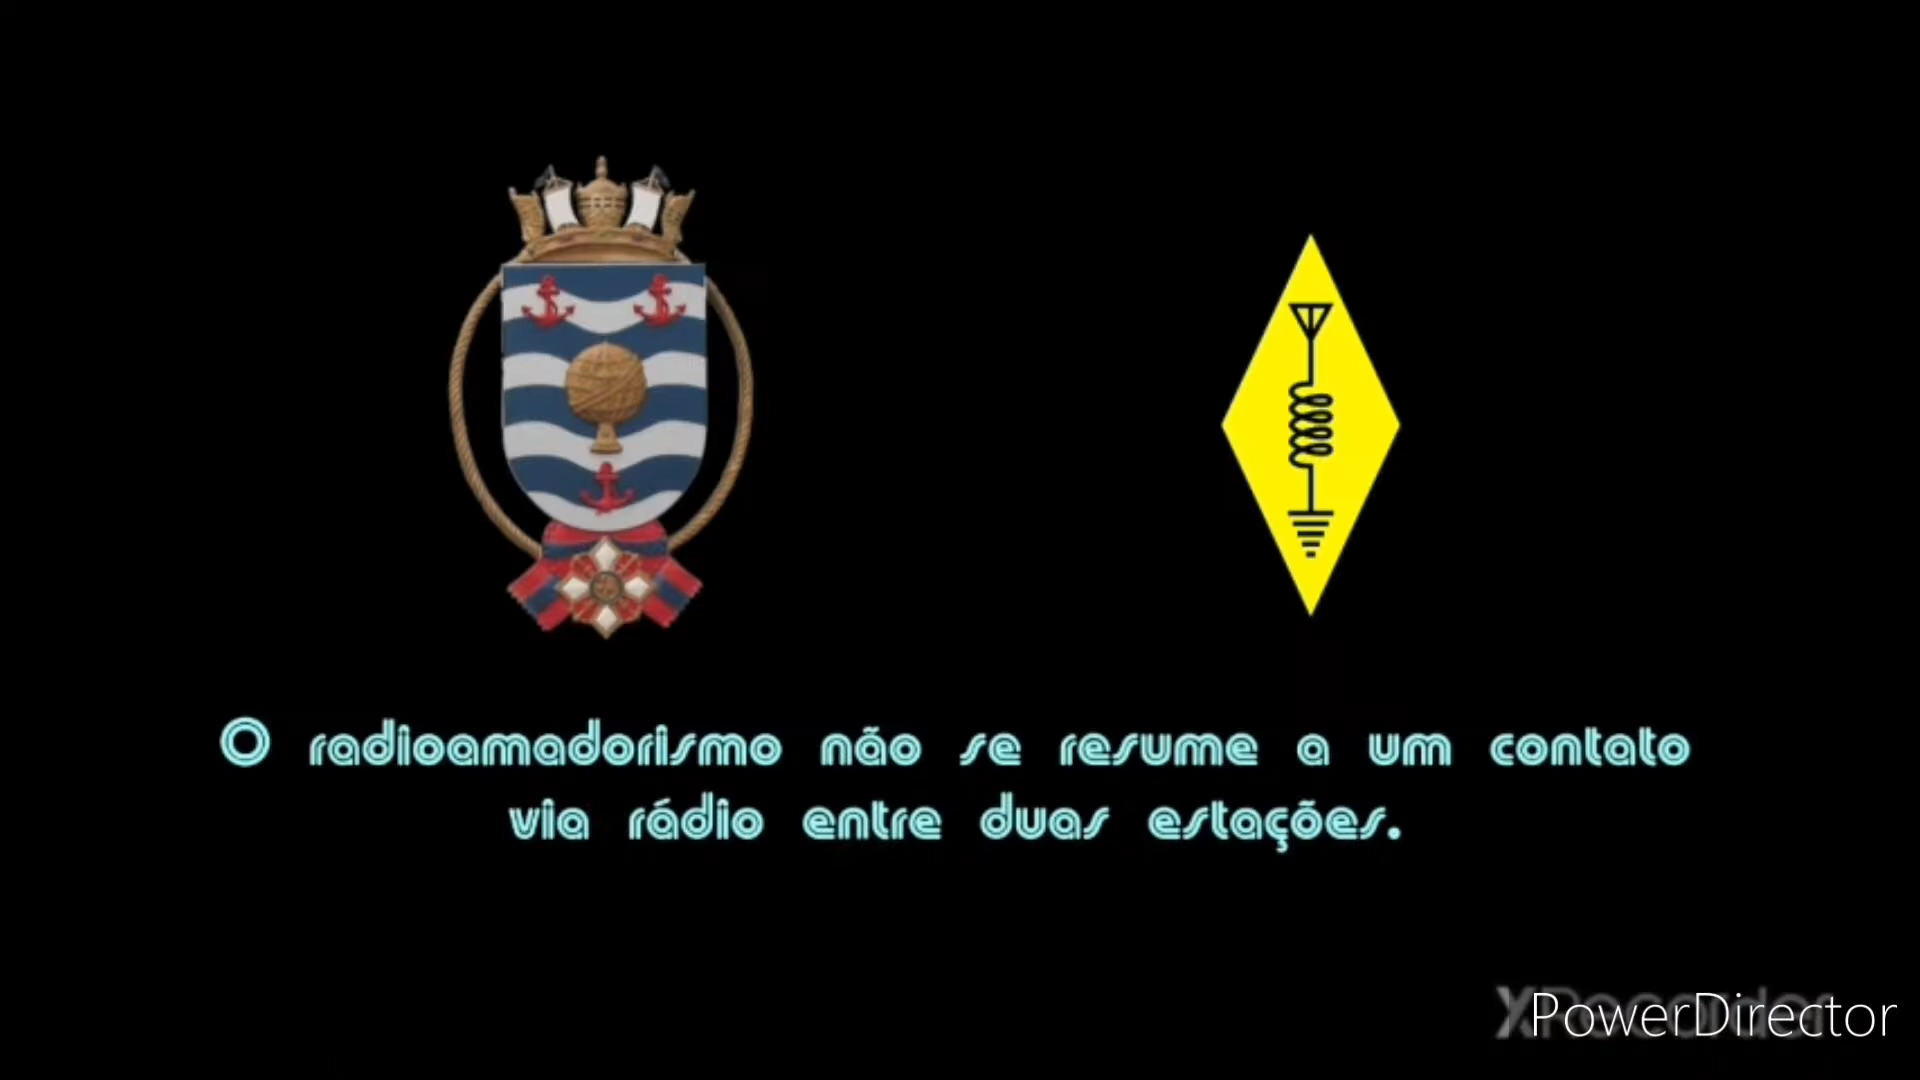 O radioamadorismo não se resume a um contato
via rádio entre duas estações.
PowerDirector